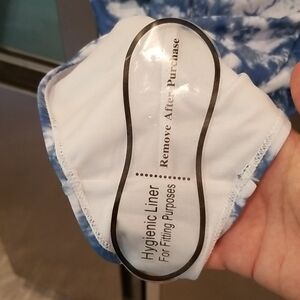 Remove After Purchase
Hygienic Liner
For Fitting Purposes